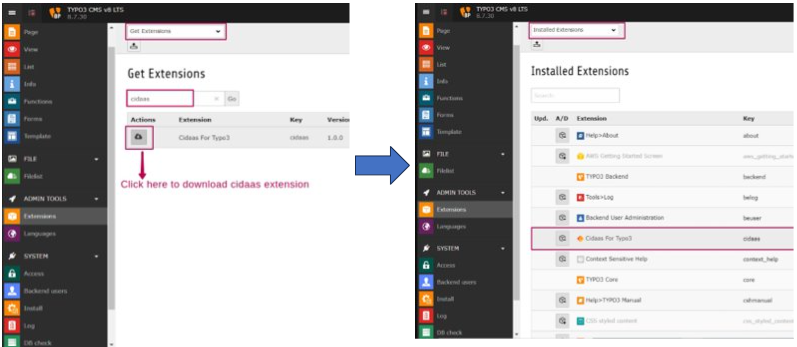 TYPO3 CMS v8 LTS
8.7.30
Page
View
List
Info
Functions
Forms
Template
FILE
Filelist
ADMIN TOOLS
Extensions
Languages
SYSTEM
Access
Backend users
Install
Log
DB check
Get Extensions
Get Extensions
cidaas
Go
Actions Extension Key Versio
Cidaas For Typo3 cidaas 1.0.0
Click here to download cidaas extension
TYPO3 CMS v8 LTS
8.7.30
Page
View
List
Info
Functions
Forms
Template
FILE
Filelist
ADMIN TOOLS
Extensions
Languages
SYSTEM
Access
Backend users
Install
Log
DB check
Installed Extensions
Installed Extensions
Search
Upd. A/D Extension Key
Help>About about
AWS Getting Started Screen aws_getting_starte
TYPO3 Backend backend
Tools>Log belog
Backend User Administration beuser
Cidaas For Typo3 cidaas
Context Sensitive Help context_help
TYPO3 Core core
Help>TYPO3 Manual cshmanual
CSS styled content css_styled_content